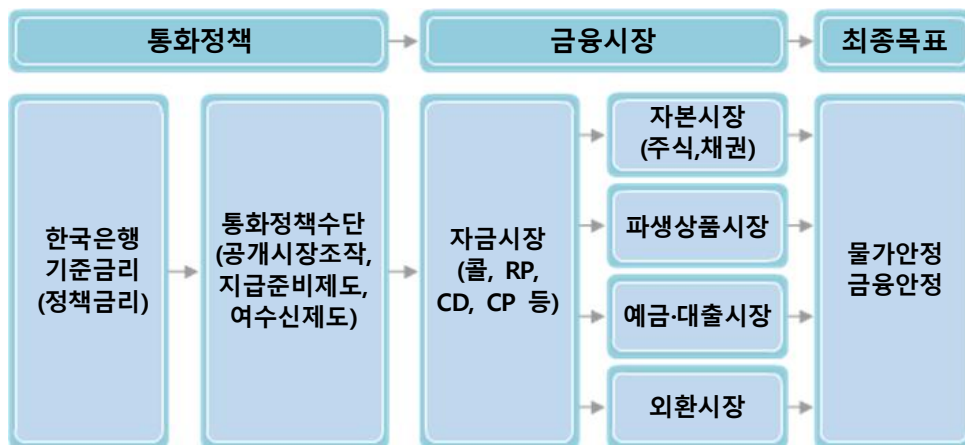 통화정책
금융시장
최종목표
한국은행
기준금리
(정책금리)
통화정책수단
(공개시장조작,
지급준비제도,
여수신제도)
자금시장
(콜, RP,
CD, CP 등)
자본시장
(주식,채권)
파생상품시장
예금·대출시장
외환시장
물가안정
금융안정